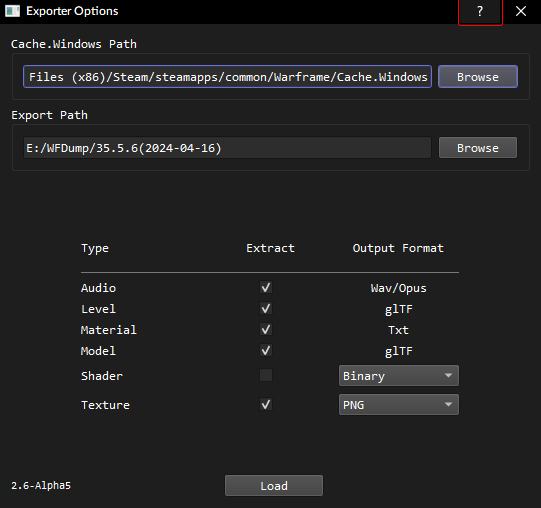 Exporter Options
?
Cache.Windows Path
Files (x86)/Steam/steamapps/common/Warframe/Cache.Windows
Browse
Export Path
E:/WFDump/35.5.6(2024-04-16)
Browse
Type Extract Output Format
Audio Wav/Opus
Level glTF
Material Txt
Model glTF
Shader Binary
Texture PNG
2.6-Alpha5
Load